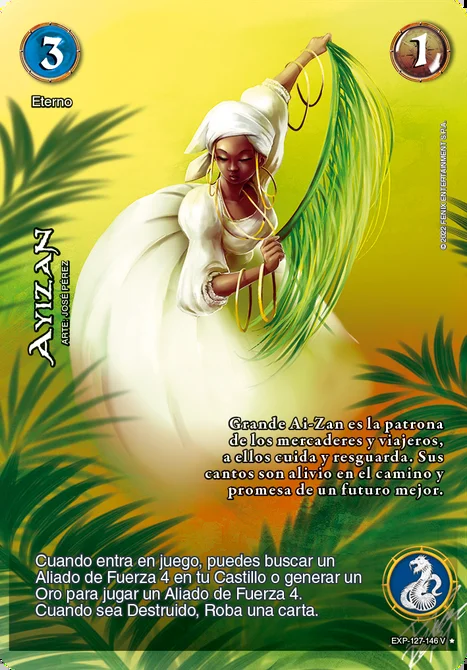 3
1
Eterno
© 2022 FENIX ENTERTAINMENT S.P.A.
AYIZAN
ARTE: JOSÉ PÉREZ
Grande Ai-Zan es la patrona
de los mercaderes y viajeros,
a ellos cuida y resguarda. Sus
cantos son alivio en el camino y
promesa de un futuro mejor.
Cuando entra en juego, puedes buscar un
Aliado de Fuerza 4 en tu Castillo o generar un
Oro para jugar un Aliado de Fuerza 4.
Cuando sea Destruido, Roba una carta.
EXP-127-146 V ★